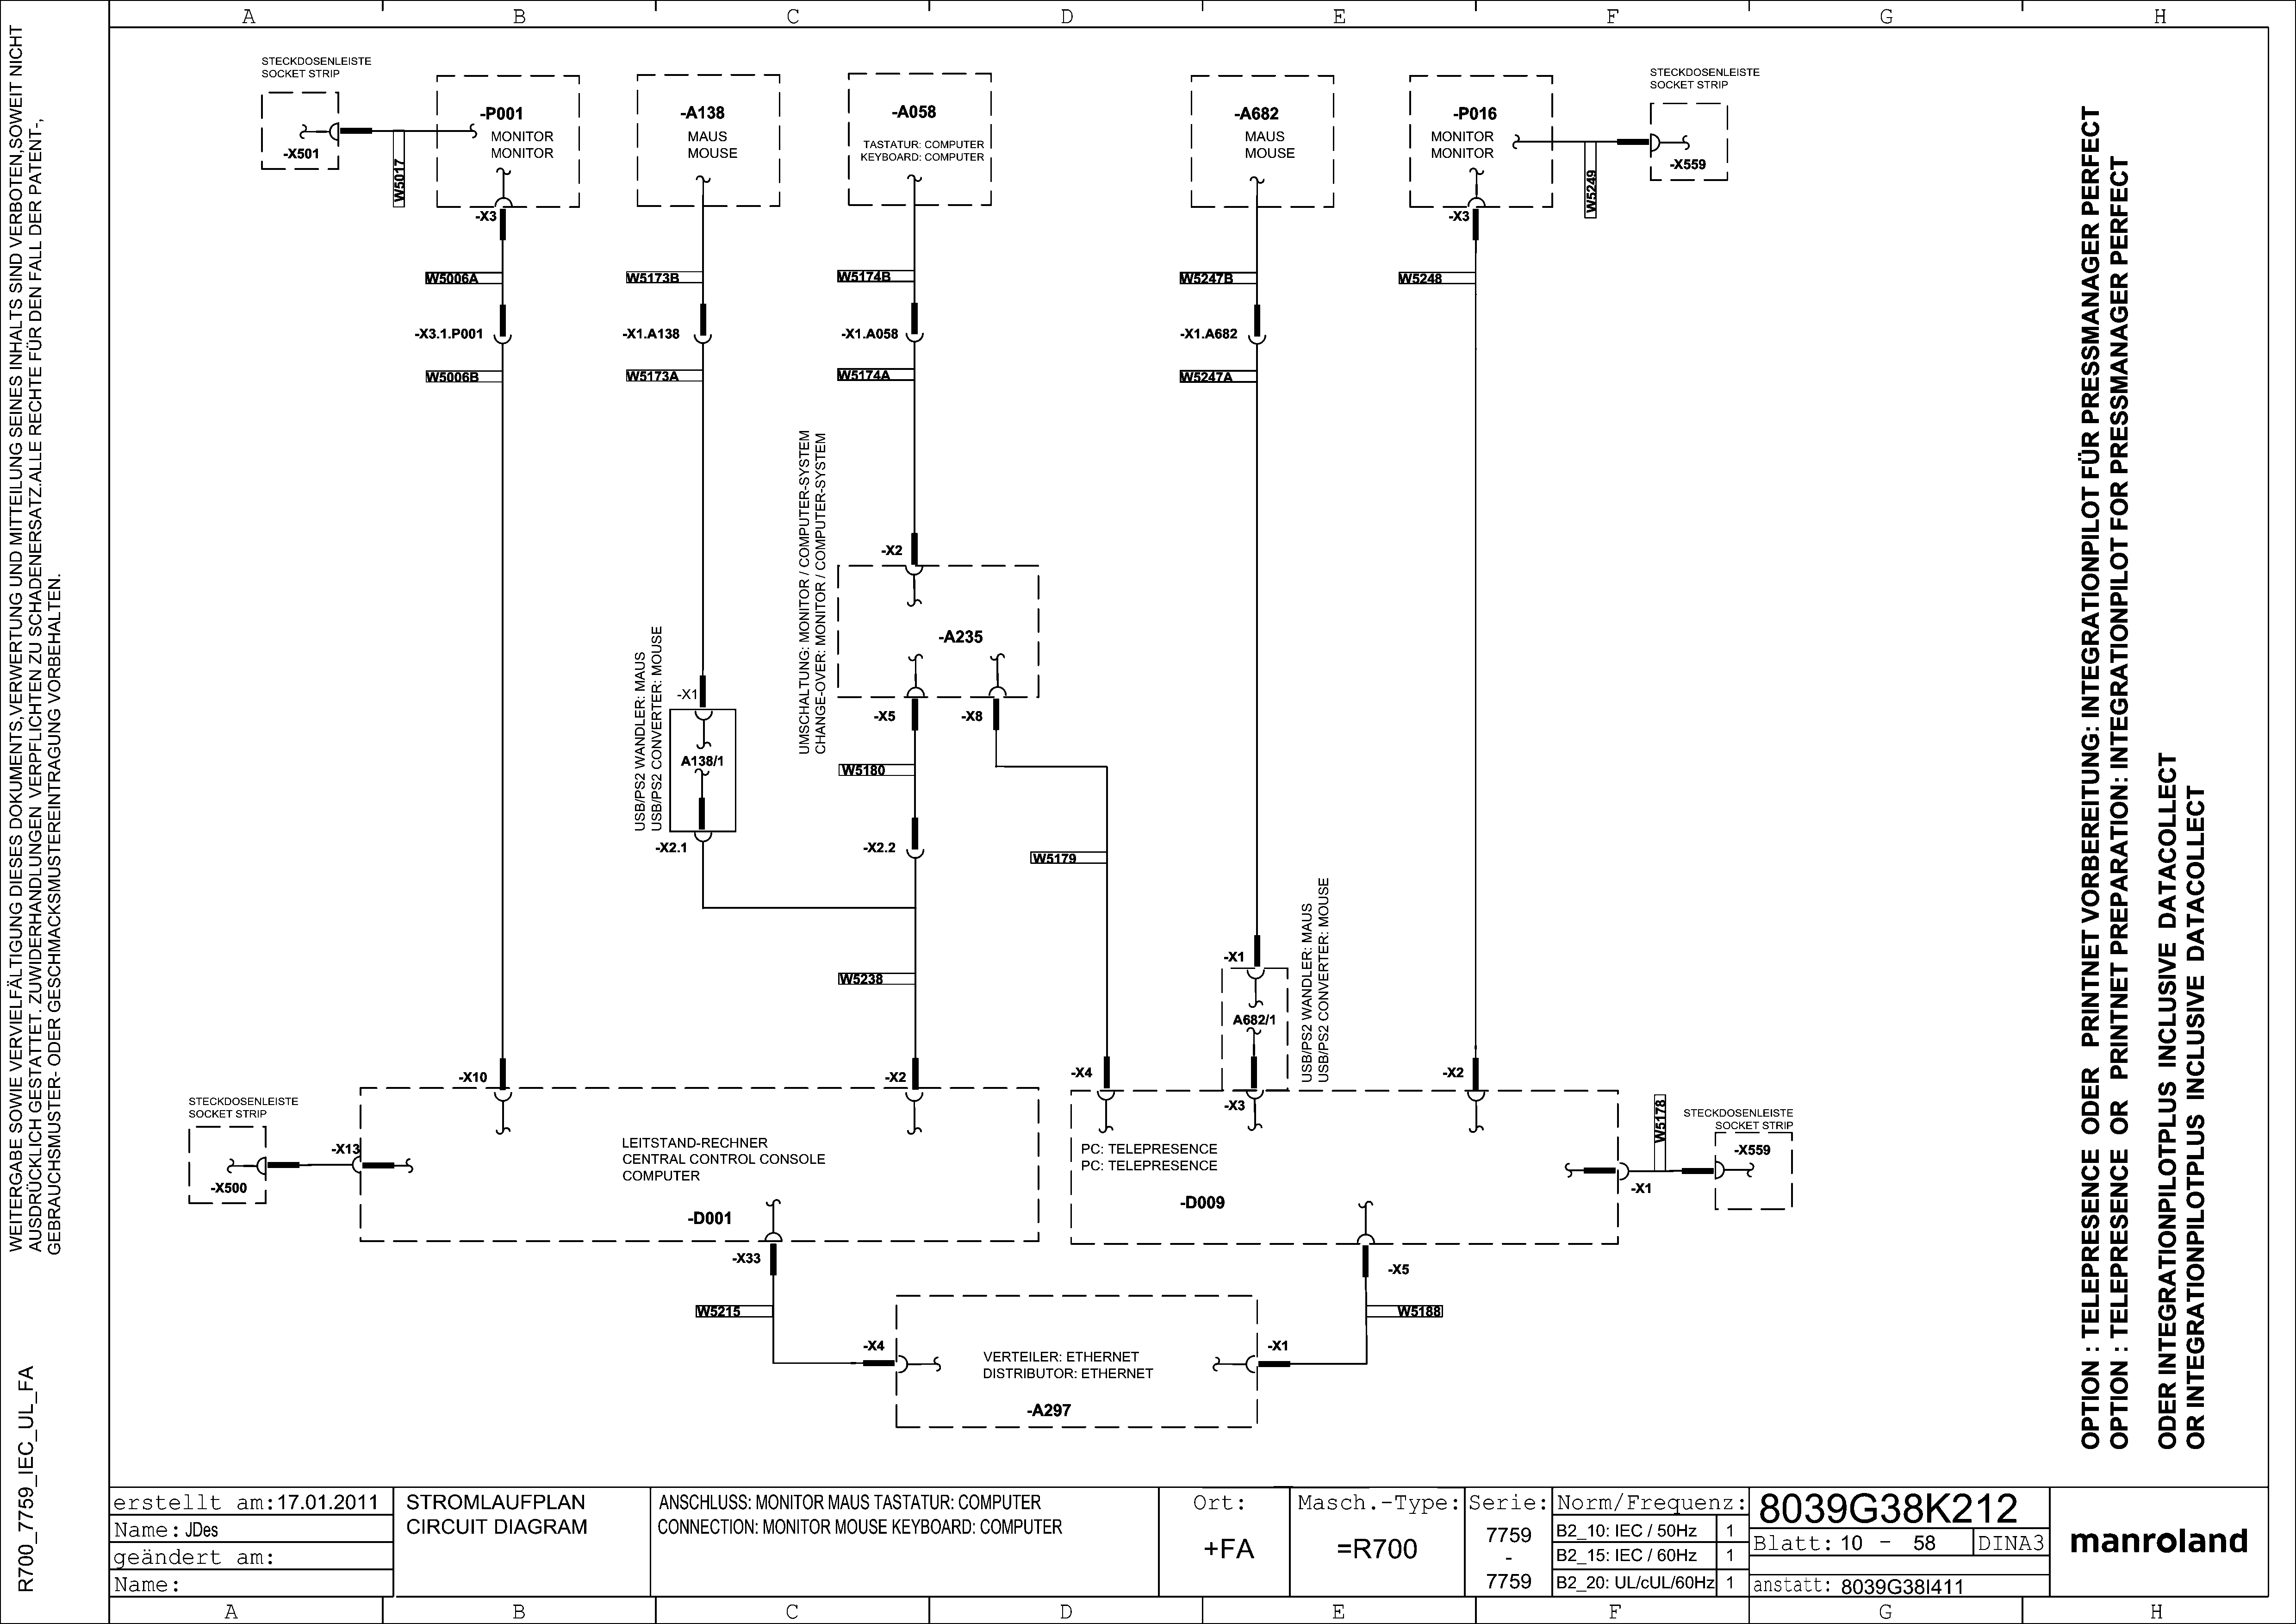 A B C D E F G H
WEITERGABE SOWIE VERVIELFÄLTIGUNG DIESES DOKUMENTS,VERWERTUNG UND MITTEILUNG SEINES INHALTS SIND VERBOTEN,SOWEIT NICHT
AUSDRÜCKLICH GESTATTET. ZUWIDERHANDLUNGEN VERPFLICHTEN ZU SCHADENERSATZ.ALLE RECHTE FÜR DEN FALL DER PATENT-,
GEBRAUCHSMUSTER- ODER GESCHMACKSMUSTEREINTRAGUNG VORBEHALTEN.
R700_7759_IEC_UL_FA
STECKDOSENLEISTE
SOCKET STRIP
-X501
W5017
-P001
MONITOR
MONITOR
-X3
-A138
MAUS
MOUSE
-A058
TASTATUR: COMPUTER
KEYBOARD: COMPUTER
-A682
MAUS
MOUSE
-P016
MONITOR
MONITOR
-X3
W5249
STECKDOSENLEISTE
SOCKET STRIP
-X559
W5006A
W5173B
W5174B
W5247B
W5248
-X3.1.P001
-X1.A138
-X1.A058
-X1.A682
W5006B
W5173A
W5174A
W5247A
UMSCHALTUNG: MONITOR / COMPUTER-SYSTEM
CHANGE-OVER: MONITOR / COMPUTER-SYSTEM
-X2
-A235
-X5
-X8
USB/PS2 WANDLER: MAUS
USB/PS2 CONVERTER: MOUSE
-X1
A138/1
-X2.1
W5180
-X2.2
W5179
W5238
-X1
A682/1
USB/PS2 WANDLER: MAUS
USB/PS2 CONVERTER: MOUSE
-X10
-X2
-X4
-X3
-X2
STECKDOSENLEISTE
SOCKET STRIP
-X500
-X13
LEITSTAND-RECHNER
CENTRAL CONTROL CONSOLE
COMPUTER
-D001
PC: TELEPRESENCE
PC: TELEPRESENCE
-D009
W5178
-X1
STECKDOSENLEISTE
SOCKET STRIP
-X559
-X33
-X5
W5215
W5188
-X4
-X1
VERTEILER: ETHERNET
DISTRIBUTOR: ETHERNET
-A297
OPTION : TELEPRESENCE ODER PRINTNET VORBEREITUNG: INTEGRATIONPILOT FÜR PRESSMANAGER PERFECT
OPTION : TELEPRESENCE OR PRINTNET PREPARATION: INTEGRATIONPILOT FOR PRESSMANAGER PERFECT
ODER INTEGRATIONPILOTPLUS INCLUSIVE DATACOLLECT
OR INTEGRATIONPILOTPLUS INCLUSIVE DATACOLLECT
erstellt am:17.01.2011
Name: JDes
geändert am:
Name:
STROMLAUFPLAN
CIRCUIT DIAGRAM
ANSCHLUSS: MONITOR MAUS TASTATUR: COMPUTER
CONNECTION: MONITOR MOUSE KEYBOARD: COMPUTER
Ort:
+FA
Masch.-Type:
=R700
Serie:
7759
-
7759
Norm/Frequenz:
B2_10: IEC / 50Hz 1
B2_15: IEC / 60Hz 1
B2_20: UL/cUL/60Hz 1
8039G38K212
Blatt: 10 - 58 DINA3
anstatt: 8039G38I411
manroland
A B C D E F G H